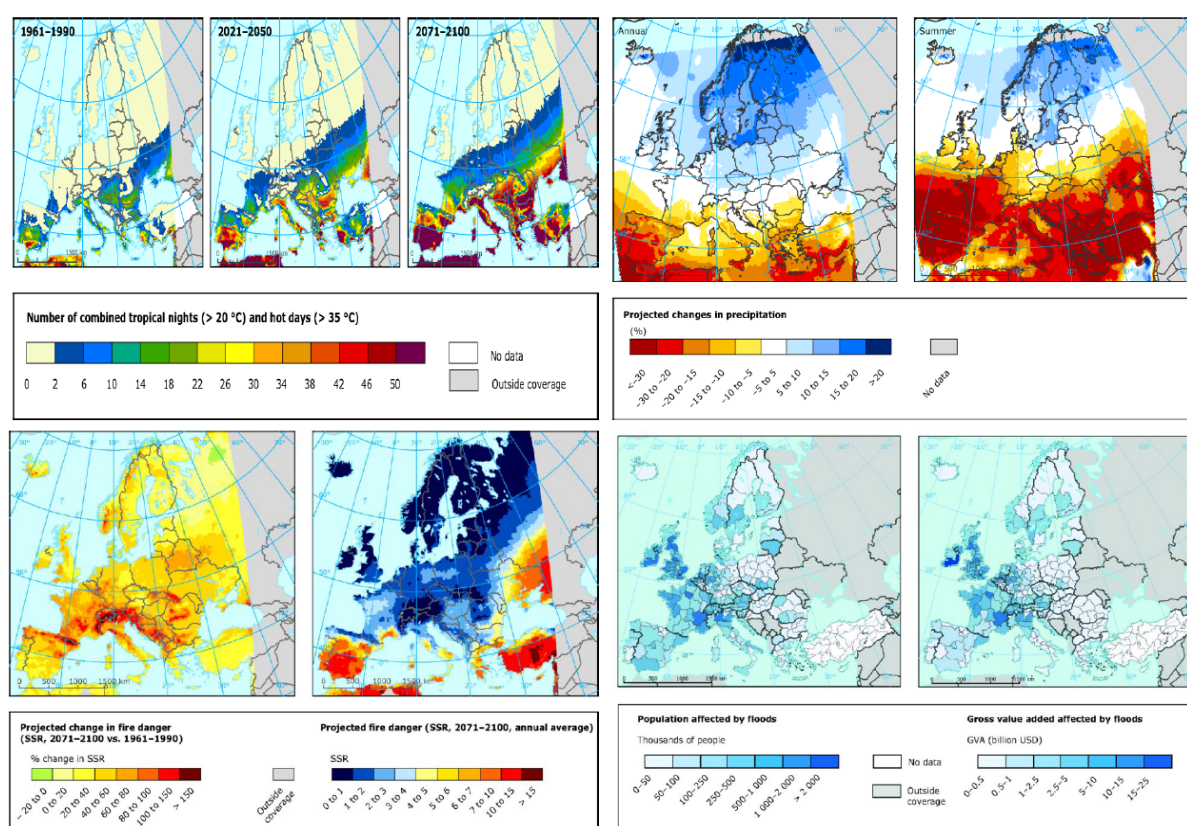 1961–1990
2021–2050
2071–2100
Annual
Summer
Number of combined tropical nights (> 20 °C) and hot days (> 35 °C)
0 2 6 10 14 18 22 26 30 34 38 42 46 50
No data
Outside coverage
Projected changes in precipitation
(%)
<–30
–30 to –20
–20 to –15
–15 to –10
–10 to –5
–5 to 5
5 to 10
10 to 15
15 to 20
>20
No data
0 500 1000 1500 km
Projected change in fire danger
(SSR, 2071–2100 vs. 1961–1990)
% change in SSR
– 20 to 0
0 to 20
20 to 40
40 to 60
60 to 80
80 to 100
100 to 150
> 150
Outside
coverage
Projected fire danger (SSR, 2071–2100, annual average)
SSR
0 to 1
1 to 2
2 to 3
3 to 4
4 to 5
5 to 6
6 to 7
7 to 10
10 to 15
> 15
Population affected by floods
Thousands of people
0–50
50–100
100–250
250–500
500–1 000
1 000–2 000
> 2 000
No data
Outside
coverage
Gross value added affected by floods
GVA (billion USD)
0–0.5
0.5–1
1–2.5
2.5–5
5–10
10–15
15–25